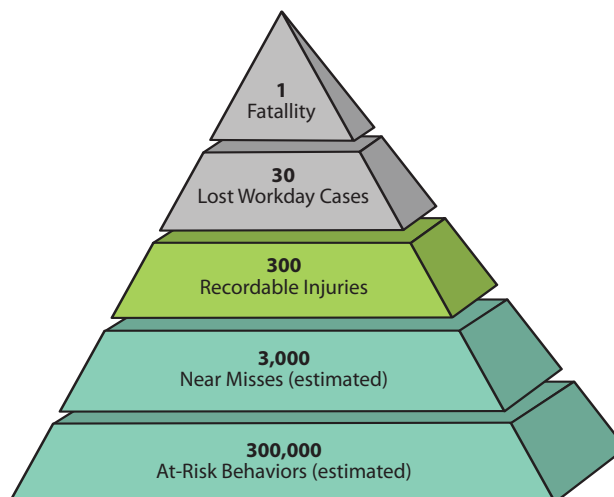 1
Fatallity
30
Lost Workday Cases
300
Recordable Injuries
3,000
Near Misses (estimated)
300,000
At-Risk Behaviors (estimated)